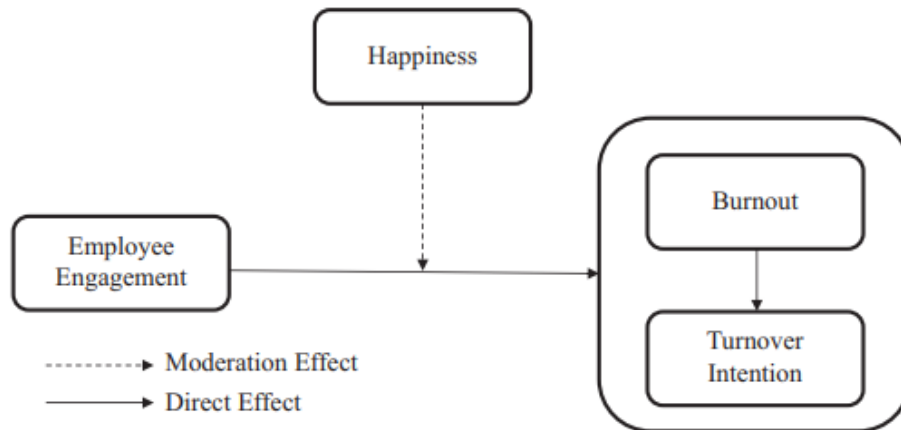 Happiness
Burnout
Employee
Engagement
Turnover
Intention
Moderation Effect
Direct Effect